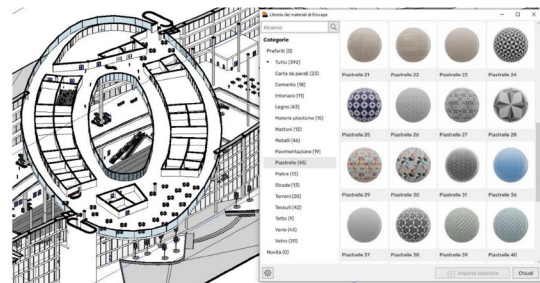 Libreria dei materiali di Enscape
Ricerca
Categorie
Preferiti (0)
Tutto (392)
Carta da parati (23)
Cemento (18)
Intonaco (11)
Legno (43)
Materie plastiche (10)
Mattoni (12)
Metalli (46)
Pavimentazione (19)
Piastrelle (45)
Pietre (13)
Strade (13)
Terreni (20)
Tessuti (42)
Tetto (9)
Varie (43)
Vetro (30)
Novità (0)
Piastrelle 21 Piastrelle 22 Piastrelle 23 Piastrelle 24
Piastrelle 25 Piastrelle 26 Piastrelle 27 Piastrelle 28
Piastrelle 29 Piastrelle 30 Piastrelle 31 Piastrelle 36
Piastrelle 37 Piastrelle 38 Piastrelle 39 Piastrelle 40
Importa selezione Chiudi